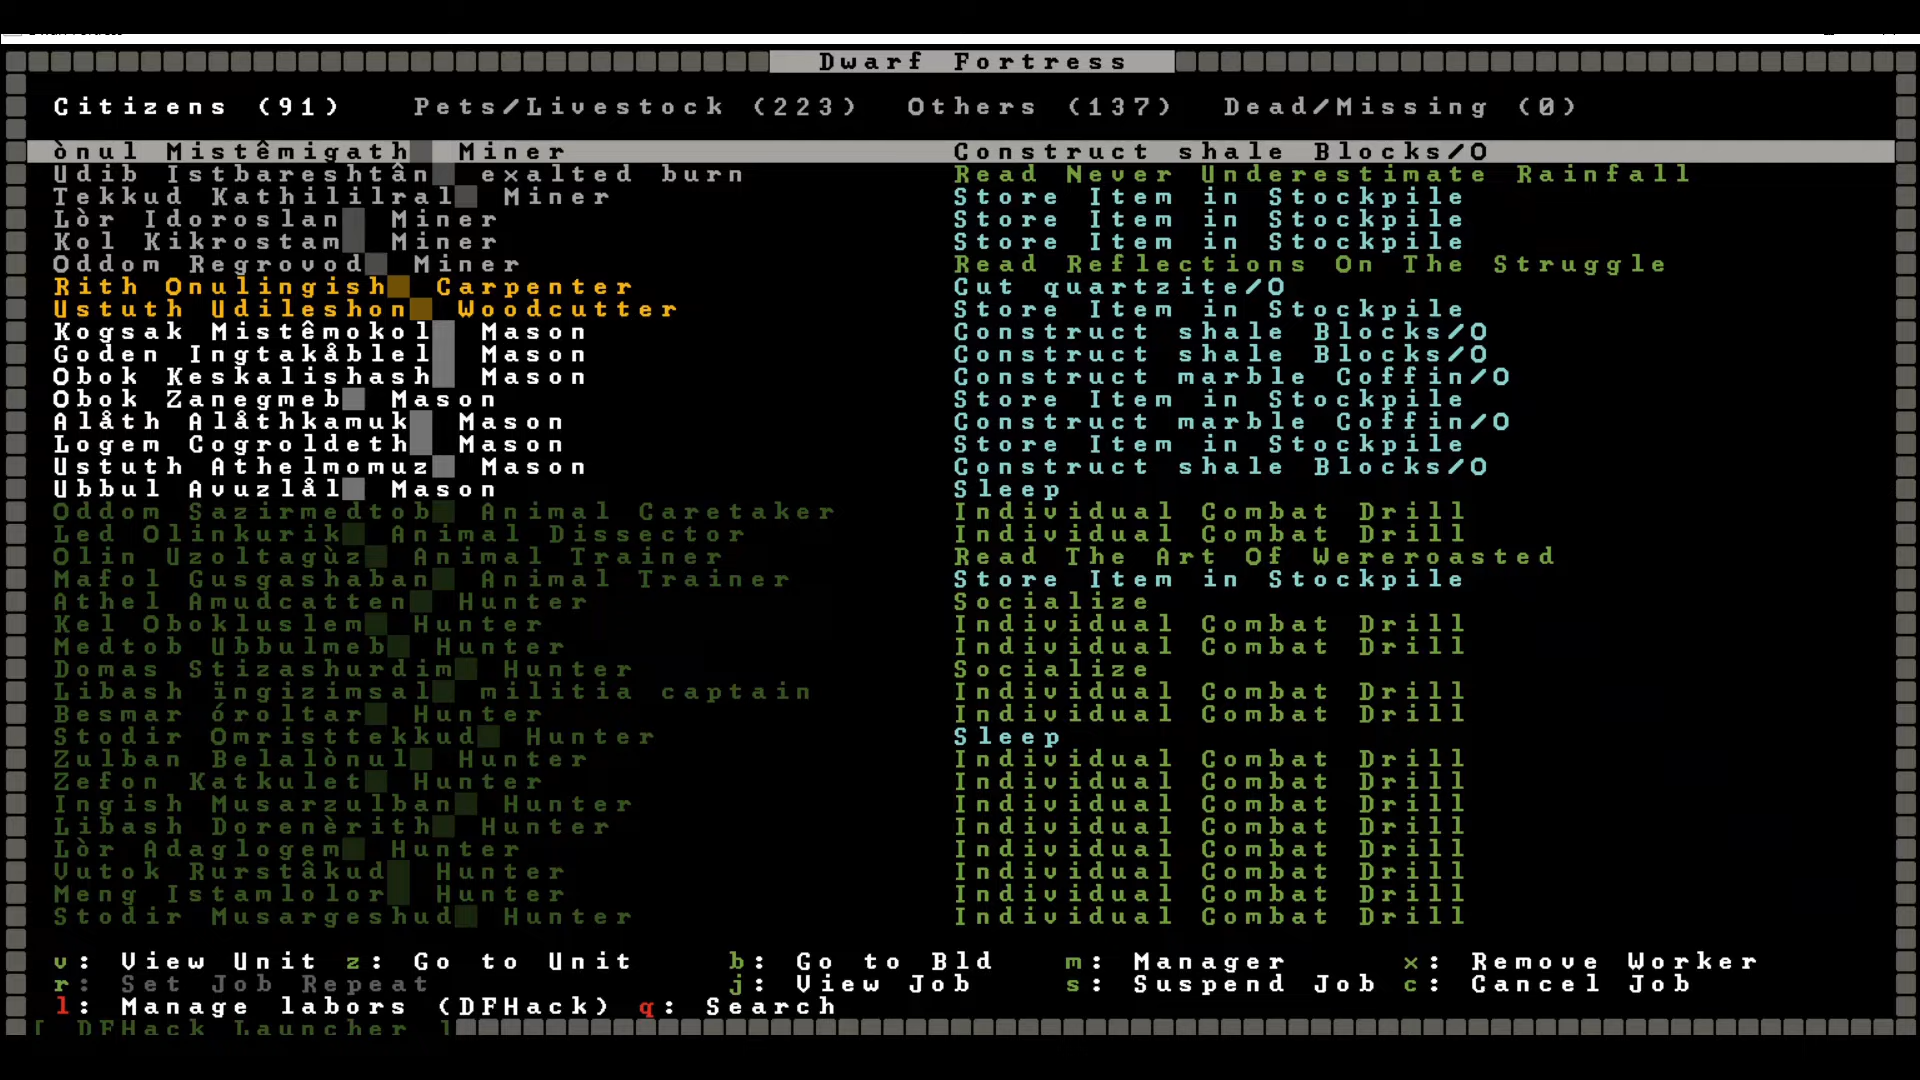 Dwarf Fortress
Citizens (91) Pets/Livestock (223) Others (137) Dead/Missing (0)
ònul Mistêmigath Miner Construct shale Blocks/O
Udib Istbareshtân exalted burn Read Never Underestimate Rainfall
Tekkud Kathililral Miner Store Item in Stockpile
Lòr Idoroslan Miner Store Item in Stockpile
Kol Kikrostam Miner Store Item in Stockpile
Oddom Regrovod Miner Read Reflections On The Struggle
Rith Onulingish Carpenter Cut quartzite/O
Ustuth Udileshon Woodcutter Store Item in Stockpile
Kogsak Mistêmokol Mason Construct shale Blocks/O
Goden Ingtakåblel Mason Construct shale Blocks/O
Obok Keskalishash Mason Construct marble Coffin/O
Obok Zanegmeb Mason Store Item in Stockpile
Alåth Alåthkamuk Mason Construct marble Coffin/O
Logem Cogroldeth Mason Store Item in Stockpile
Ustuth Athelmomuz Mason Construct shale Blocks/O
Ubbul Avuzlål Mason Sleep
Oddom Sazirmedtob Animal Caretaker Individual Combat Drill
Led Olinkurik Animal Dissector Individual Combat Drill
Olin Uzoltagùz Animal Trainer Read The Art Of Wereroasted
Mafol Gusgashaban Animal Trainer Store Item in Stockpile
Athel Amudcatten Hunter Socialize
Kel Obokluslem Hunter Individual Combat Drill
Medtob Ubbulmeb Hunter Individual Combat Drill
Domas Stizashurdim Hunter Socialize
Libash ïngizimsal militia captain Individual Combat Drill
Besmar óroltar Hunter Individual Combat Drill
Stodir Omristtekkud Hunter Sleep
Zulban Belalònul Hunter Individual Combat Drill
Zefon Katkulet Hunter Individual Combat Drill
Ingish Musarzulban Hunter Individual Combat Drill
Libash Dorenèrith Hunter Individual Combat Drill
Lòr Adaglogem Hunter Individual Combat Drill
Vutok Rurstâkud Hunter Individual Combat Drill
Meng Istamlolor Hunter Individual Combat Drill
Stodir Musargeshud Hunter Individual Combat Drill
v: View Unit z: Go to Unit b: Go to Bld m: Manager x: Remove Worker
r: Set Job Repeat j: View Job s: Suspend Job c: Cancel Job
l: Manage labors (DFHack) q: Search
[ DFHack Launcher ]